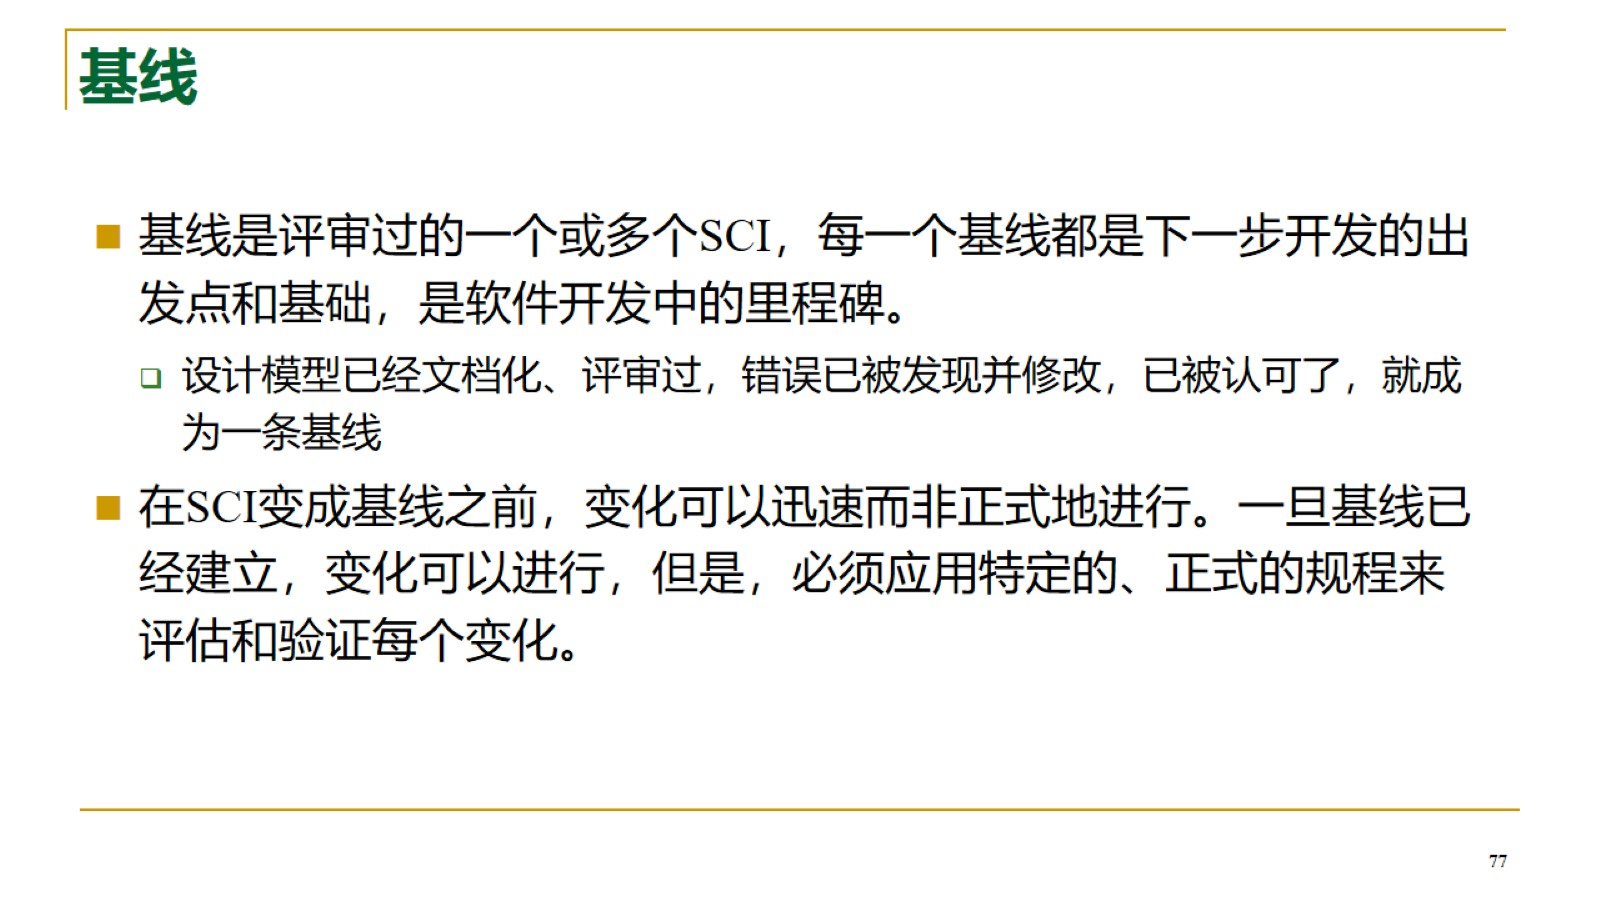 基线
基线是评审过的一个或多个SCI，每一个基线都是下一步开发的出
发点和基础，是软件开发中的里程碑。
设计模型已经文档化、评审过，错误已被发现并修改，已被认可了，就成
为一条基线
在SCI变成基线之前，变化可以迅速而非正式地进行。一旦基线已
经建立，变化可以进行，但是，必须应用特定的、正式的规程来
评估和验证每个变化。
77